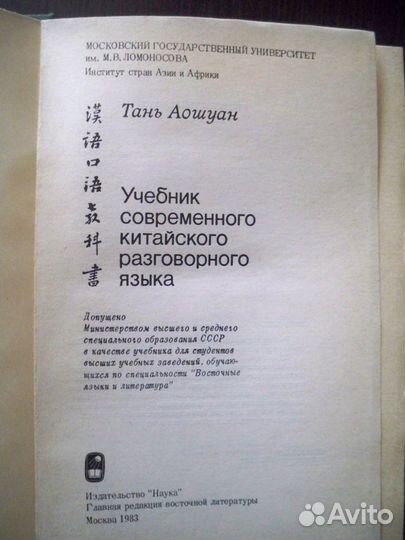 МОСКОВСКИЙ ГОСУДАРСТВЕННЫЙ УНИВЕРСИТЕТ
им. М.В. ЛОМОНОСОВА
Институт стран Азии и Африки
Тань Аошуан
漢語口語教科書
Учебник
современного
китайского
разговорного
языка
Допущено
Министерством высшего и среднего
специального образования СССР
в качестве учебника для студентов
высших учебных заведений, обучаю-
щихся по специальности "Восточные
языки и литература"
Издательство "Наука"
Главная редакция восточной литературы
Москва 1983
Avito